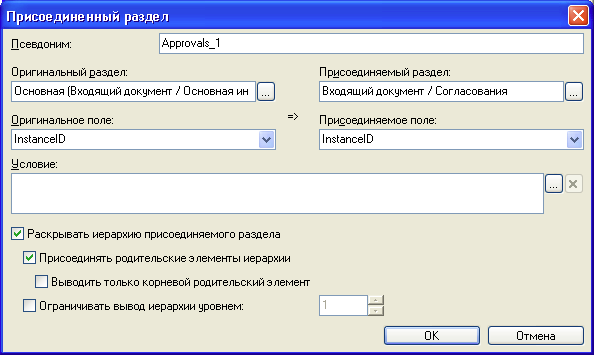 Присоединенный раздел
Псевдоним: Approvals_1
Оригинальный раздел: Присоединяемый раздел:
Основная (Входящий документ / Основная ин ... Входящий документ / Согласования ...
=>
Оригинальное поле: Присоединяемое поле:
InstanceID InstanceID
Условие:
...
Раскрывать иерархию присоединяемого раздела
Присоединять родительские элементы иерархии
Выводить только корневой родительский элемент
Ограничивать вывод иерархии уровнем: 1
OK Отмена